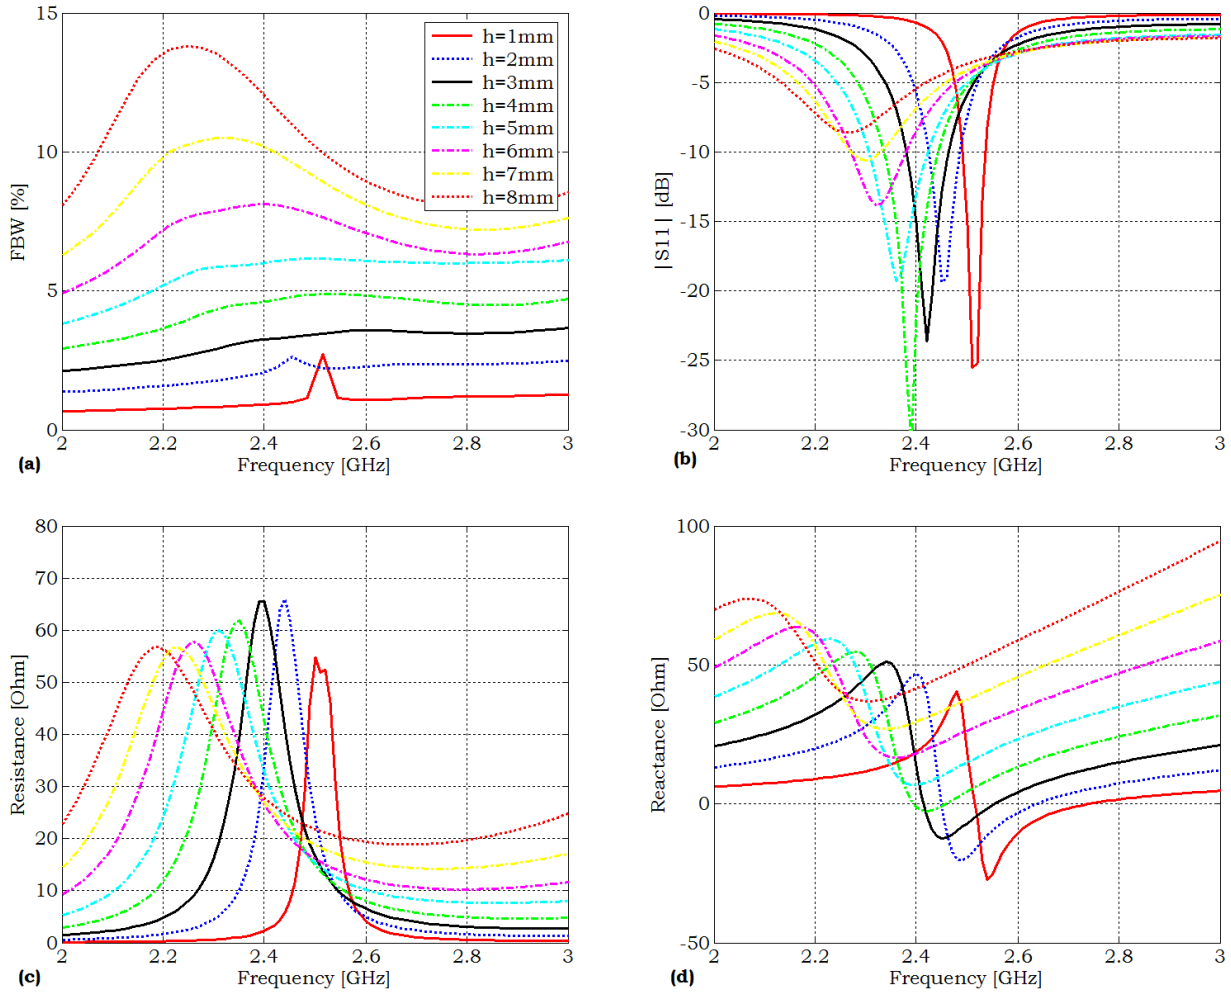 15
10
5
0
FBW [%]
2
2.2
2.4
2.6
2.8
3
Frequency [GHz]
(a)
h=1mm
h=2mm
h=3mm
h=4mm
h=5mm
h=6mm
h=7mm
h=8mm
0
-5
-10
-15
-20
-25
-30
|S11| [dB]
2
2.2
2.4
2.6
2.8
3
Frequency [GHz]
(b)
80
70
60
50
40
30
20
10
0
Resistance [Ohm]
2
2.2
2.4
2.6
2.8
3
Frequency [GHz]
(c)
100
50
0
-50
Reactance [Ohm]
2
2.2
2.4
2.6
2.8
3
Frequency [GHz]
(d)